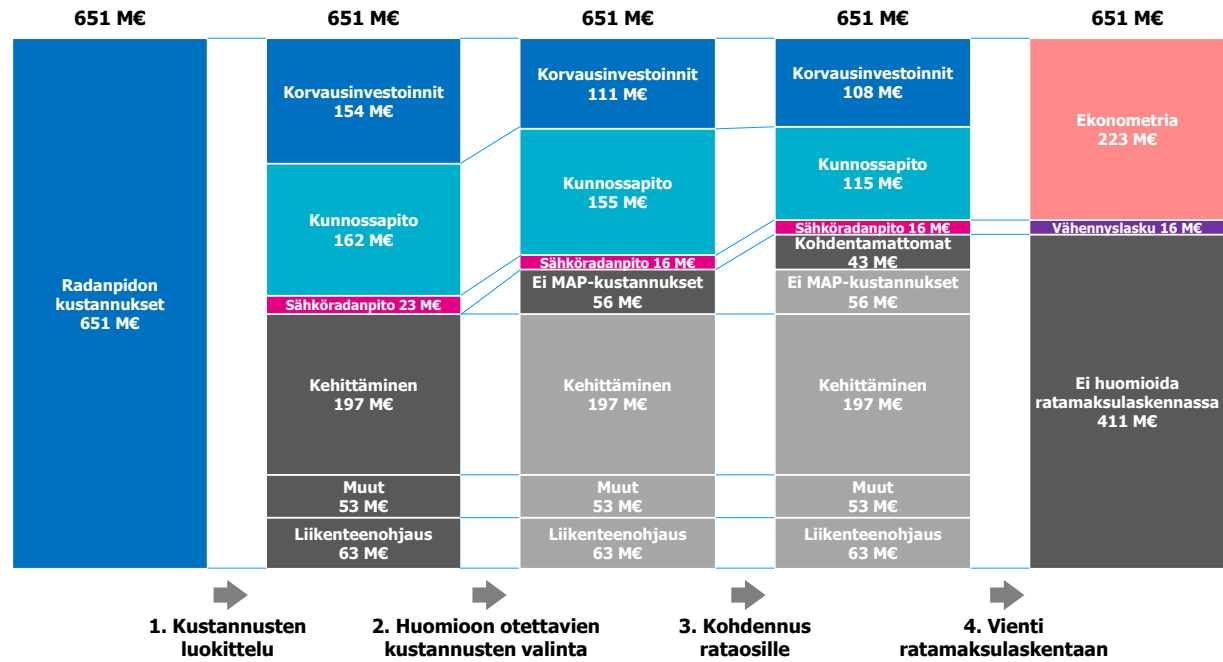 651 M€
651 M€
651 M€
651 M€
651 M€
Radanpidon
kustannukset
651 M€
Korvausinvestoinnit
154 M€
Kunnossapito
162 M€
Sähköradanpito 23 M€
Kehittäminen
197 M€
Muut
53 M€
Liikenteenohjaus
63 M€
Korvausinvestoinnit
111 M€
Kunnossapito
155 M€
Sähköradanpito 16 M€
Ei MAP-kustannukset
56 M€
Kehittäminen
197 M€
Muut
53 M€
Liikenteenohjaus
63 M€
Korvausinvestoinnit
108 M€
Kunnossapito
115 M€
Sähköradanpito 16 M€
Kohdentamattomat
43 M€
Ei MAP-kustannukset
56 M€
Kehittäminen
197 M€
Muut
53 M€
Liikenteenohjaus
63 M€
Ekonometria
223 M€
Vähennyslasku 16 M€
Ei huomioida
ratamaksulaskennassa
411 M€
1. Kustannusten
luokittelu
2. Huomioon otettavien
kustannusten valinta
3. Kohdennus
rataosille
4. Vienti
ratamaksulaskentaan